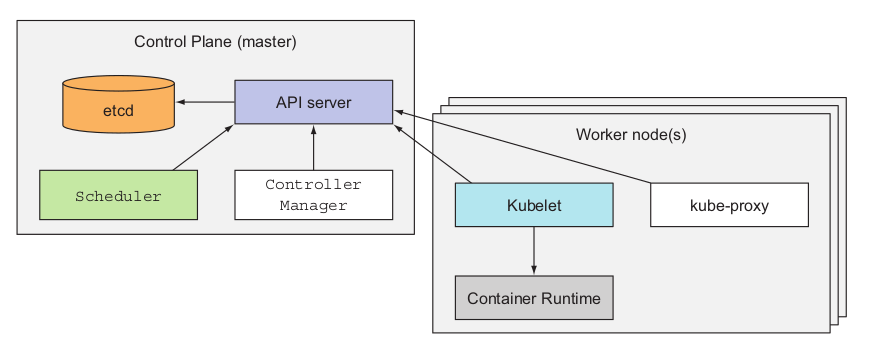 Control Plane (master)
etcd
API server
Scheduler
Controller
Manager
Worker node(s)
Kubelet
kube-proxy
Container Runtime